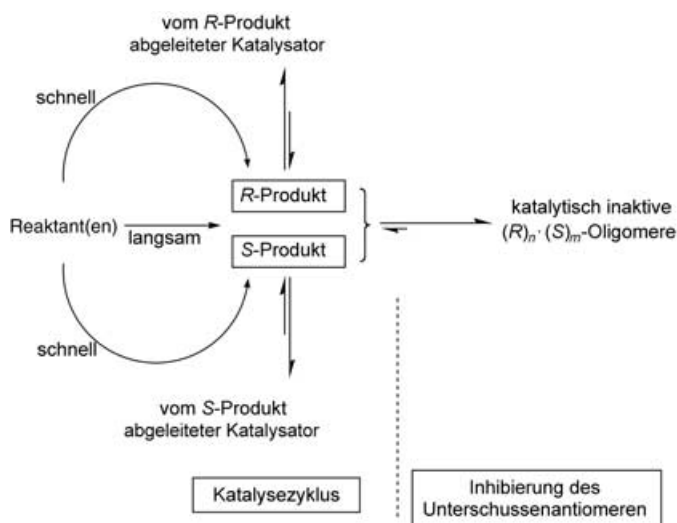 vom R-Produkt
abgeleiteter Katalysator
schnell
R-Produkt
Reaktant(en)
langsam
katalytisch inaktive
(R)n·(S)m-Oligomere
S-Produkt
schnell
vom S-Produkt
abgeleiteter Katalysator
Katalysezyklus
Inhibierung des
Unterschussenantiomeren